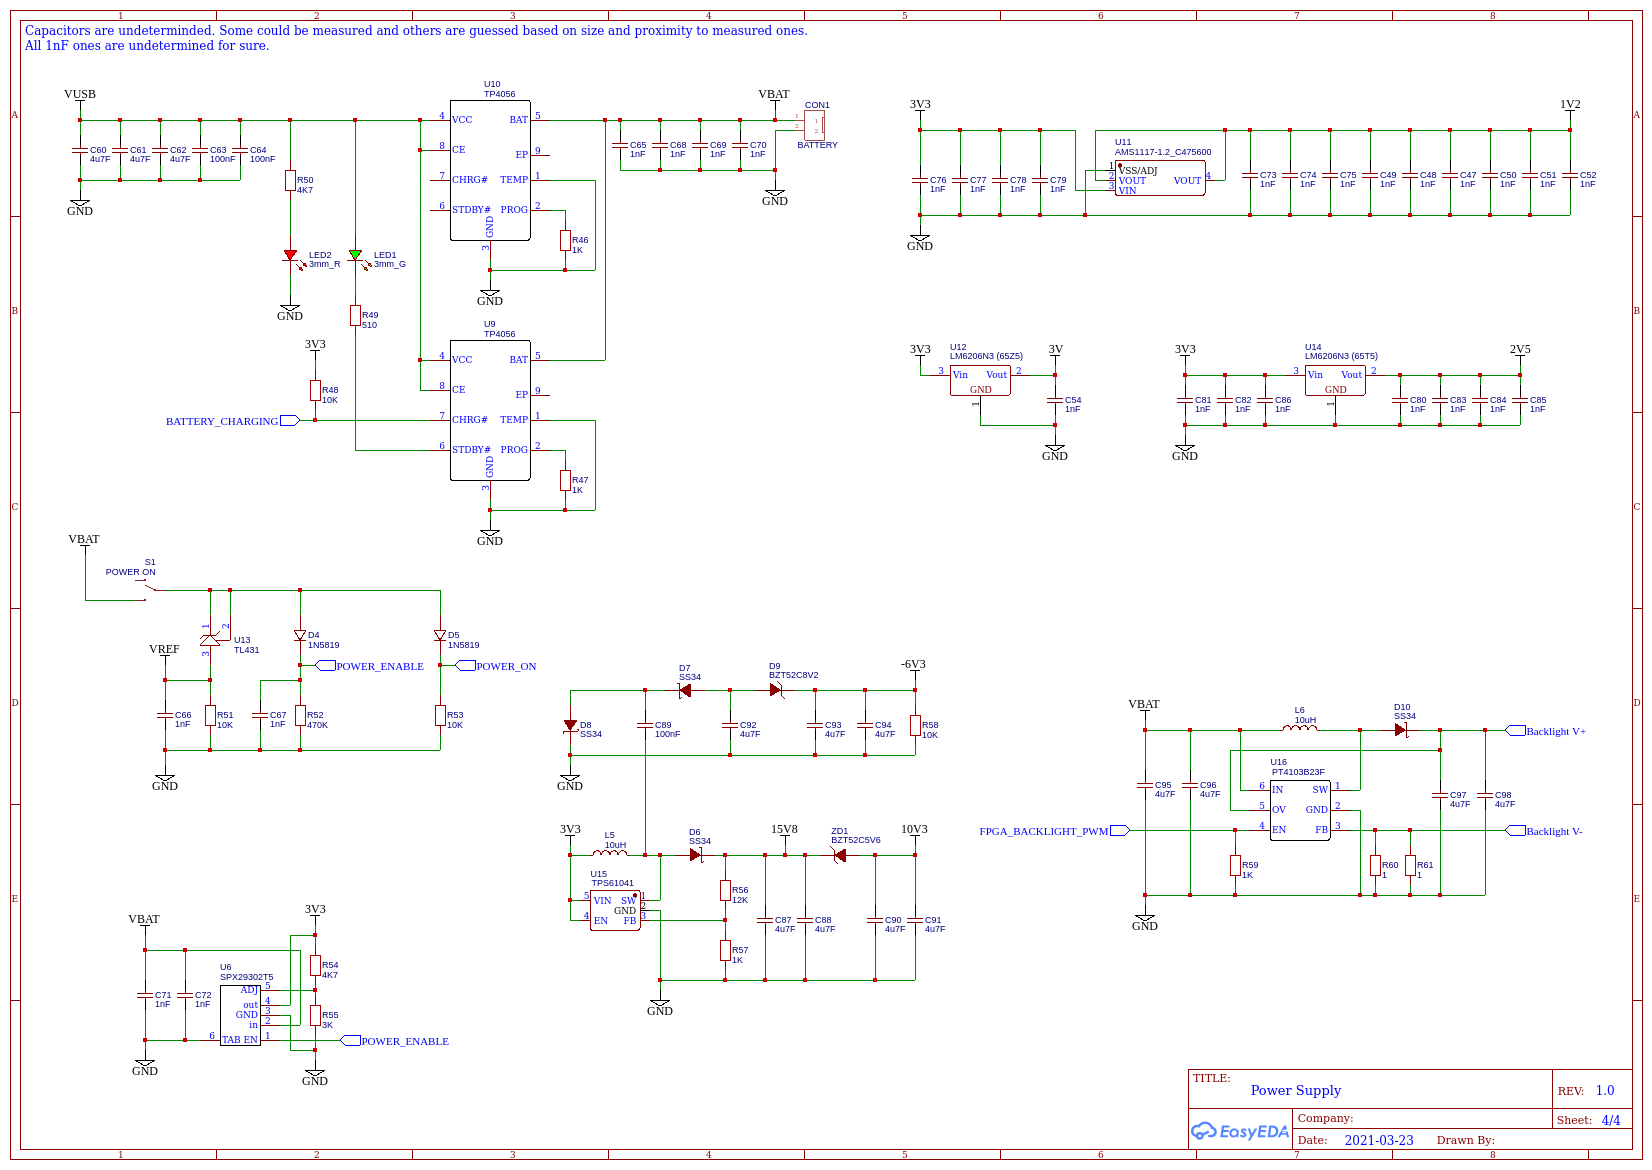 1 2 3 4 5 6 7 8
Capacitors are undeterminded. Some could be measured and others are guessed based on size and proximity to measured ones.
All 1nF ones are undetermined for sure.
A
B
C
D
E
A
B
C
D
E
VUSB
C60
4u7F
C61
4u7F
C62
4u7F
C63
100nF
C64
100nF
GND
R50
4K7
LED2
3mm_R
GND
LED1
3mm_G
R49
510
U10
TP4056
4 VCC
8 CE
7 CHRG#
6 STDBY#
BAT 5
EP 9
TEMP 1
PROG 2
GND
3
R46
1K
GND
C65
1nF
C68
1nF
C69
1nF
C70
1nF
VBAT
GND
CON1
1
2
1
2
BATTERY
U9
TP4056
4 VCC
8 CE
7 CHRG#
6 STDBY#
BAT 5
EP 9
TEMP 1
PROG 2
GND
3
R47
1K
GND
3V3
R48
10K
BATTERY_CHARGING
3V3
C76
1nF
C77
1nF
C78
1nF
C79
1nF
GND
U11
AMS1117-1.2_C475600
1 VSS/ADJ
2 VOUT
3 VIN
VOUT 4
1V2
C73
1nF
C74
1nF
C75
1nF
C49
1nF
C48
1nF
C47
1nF
C50
1nF
C51
1nF
C52
1nF
3V3
U12
LM6206N3 (65Z5)
3 Vin
Vout 2
GND
1
3V
C54
1nF
GND
3V3
C81
1nF
C82
1nF
C86
1nF
GND
U14
LM6206N3 (65T5)
3 Vin
Vout 2
GND
1
2V5
C80
1nF
C83
1nF
C84
1nF
C85
1nF
VBAT
S1
POWER ON
VREF
C66
1nF
R51
10K
U13
TL431
1
2
3
D4
1N5819
POWER_ENABLE
C67
1nF
R52
470K
D5
1N5819
POWER_ON
R53
10K
GND
D7
SS34
D9
BZT52C8V2
-6V3
D8
SS34
C89
100nF
C92
4u7F
C93
4u7F
C94
4u7F
R58
10K
GND
3V3
L5
10uH
D6
SS34
15V8
ZD1
BZT52C5V6
10V3
U15
TPS61041
5 VIN
4 EN
SW 1
GND 2
FB 3
R56
12K
R57
1K
C87
4u7F
C88
4u7F
C90
4u7F
C91
4u7F
GND
VBAT
L6
10uH
D10
SS34
Backlight V+
C95
4u7F
C96
4u7F
U16
PT4103B23F
6 IN
5 OV
4 EN
SW 1
GND 2
FB 3
C97
4u7F
C98
4u7F
FPGA_BACKLIGHT_PWM
Backlight V-
R59
1K
R60
1
R61
1
GND
VBAT
C71
1nF
C72
1nF
GND
U6
SPX29302T5
ADJ 5
out 4
GND 3
in 2
6 TAB EN 1
3V3
R54
4K7
R55
3K
POWER_ENABLE
GND
TITLE:
Power Supply
REV: 1.0
EasyEDA
Company:
Sheet: 4/4
Date: 2021-03-23 Drawn By:
1 2 3 4 5 6 7 8